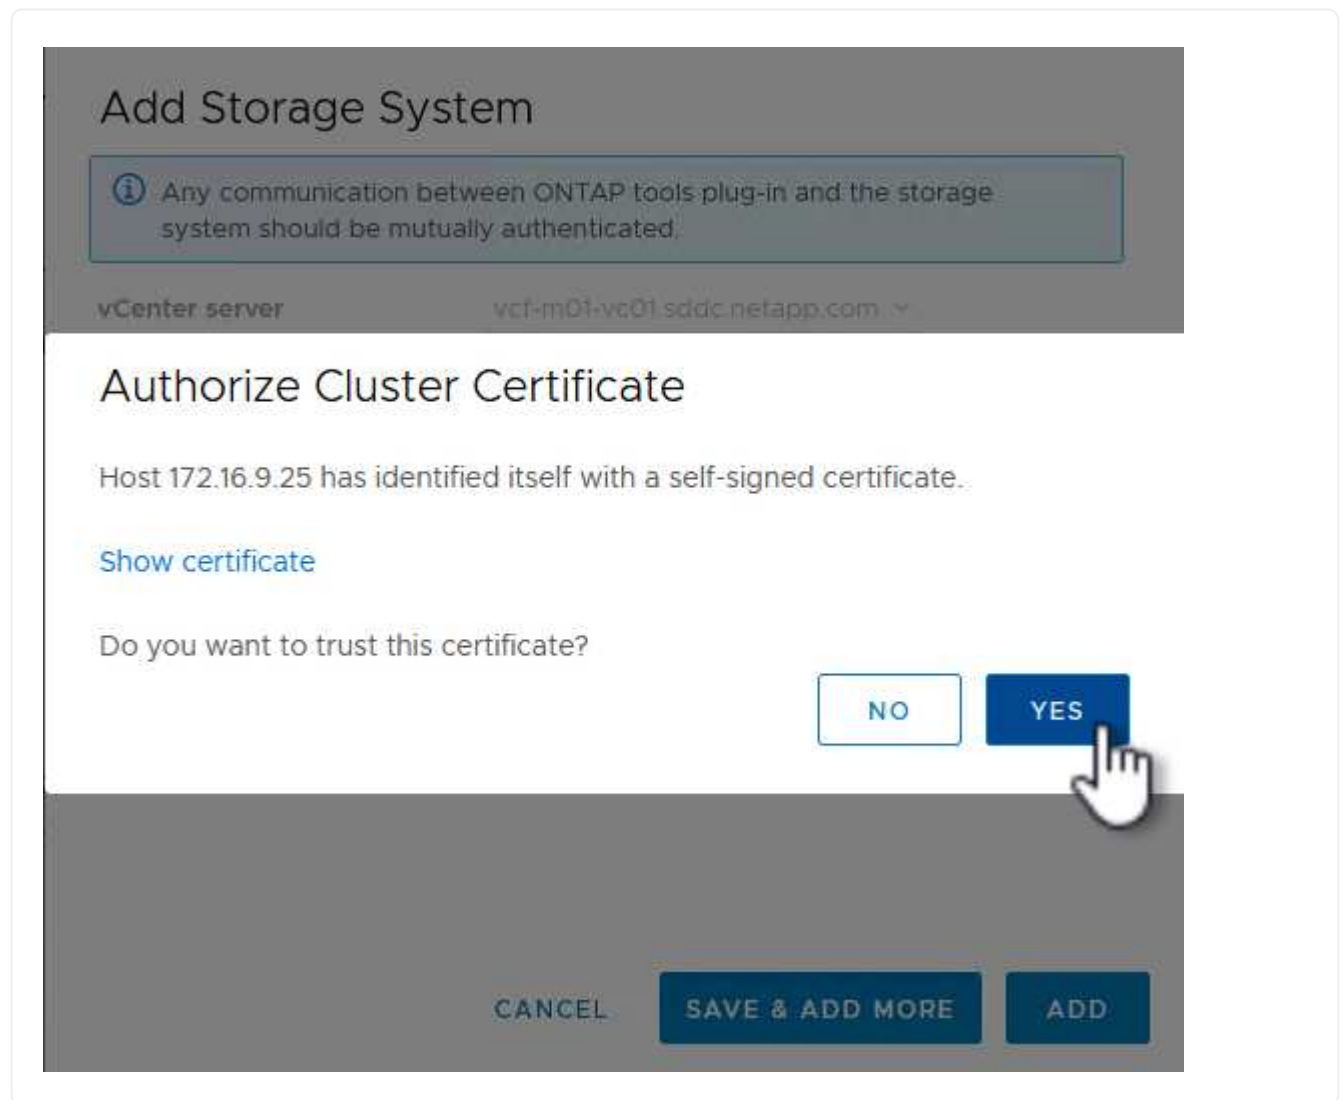 Add Storage System
Any communication between ONTAP tools plug-in and the storage
system should be mutually authenticated.
vCenter server vcf-m01-vc01.sddc.netapp.com
Authorize Cluster Certificate
Host 172.16.9.25 has identified itself with a self-signed certificate.
Show certificate
Do you want to trust this certificate?
NO YES
CANCEL SAVE & ADD MORE ADD